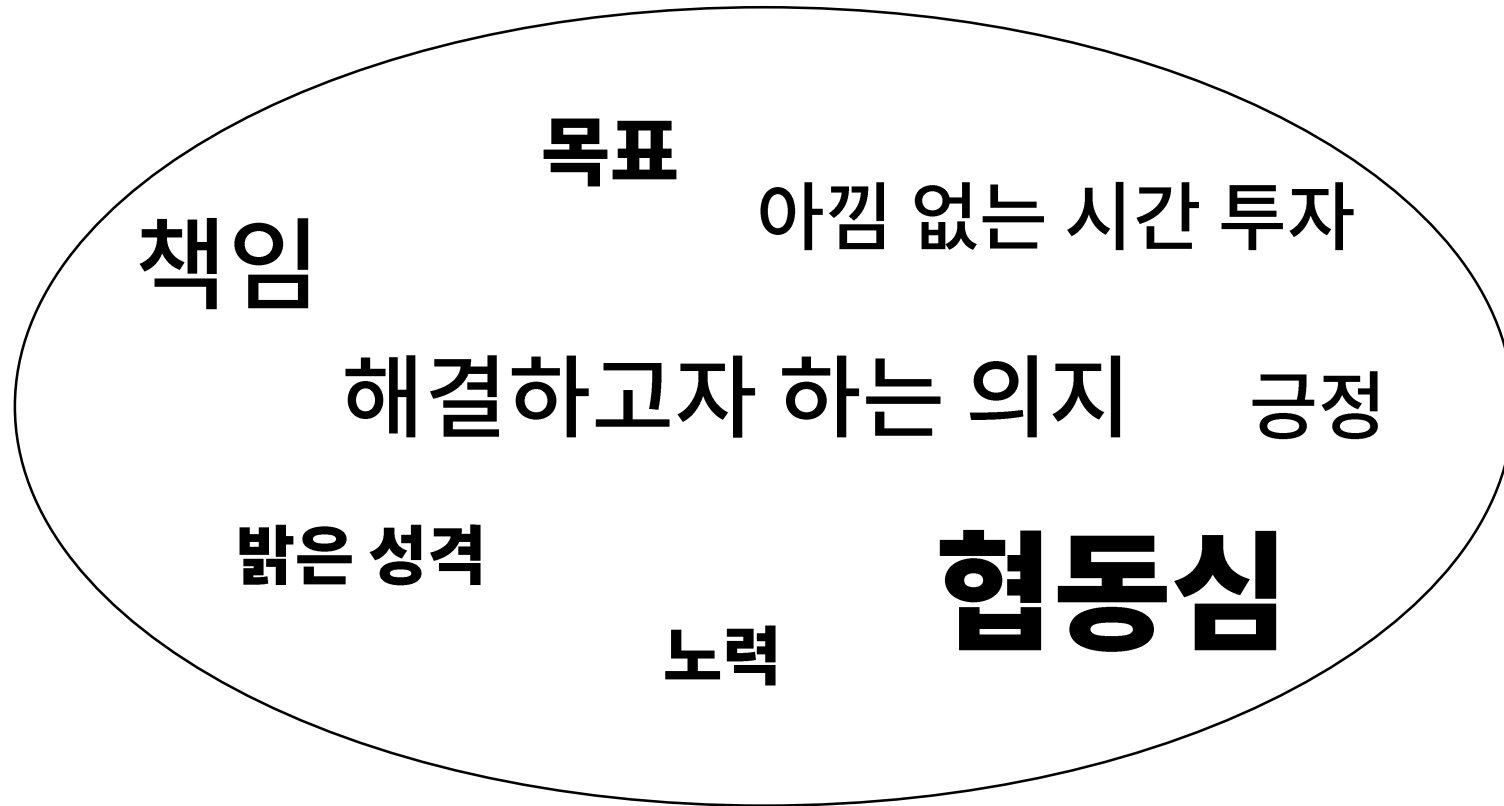 목표
아낌 없는 시간 투자
책임
해결하고자 하는 의지
긍정
밝은 성격
협동심
노력